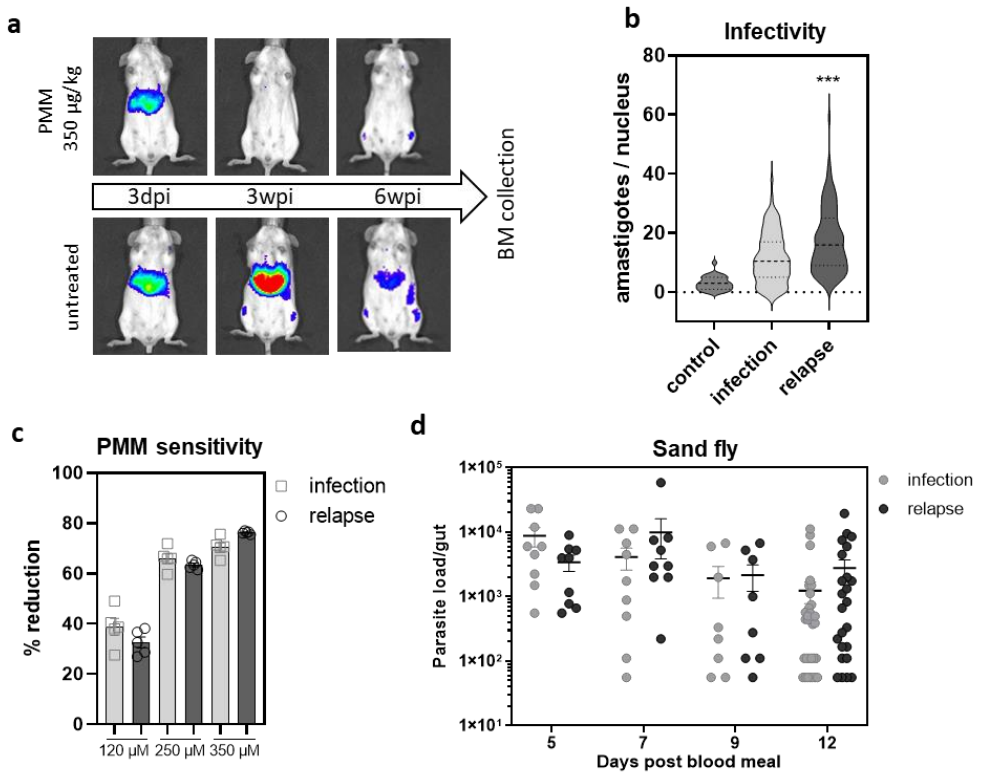 a
PMM
350 µg/kg
3dpi
3wpi
6wpi
untreated
BM collection
b
Infectivity
amastigotes / nucleus
80
60
40
20
0
***
control
infection
relapse
c
PMM sensitivity
% reduction
100
80
60
40
20
0
120 µM
250 µM
350 µM
infection
relapse
d
Sand fly
Parasite load/gut
1×10⁵
1×10⁴
1×10³
1×10²
1×10¹
5
7
9
12
Days post blood meal
infection
relapse